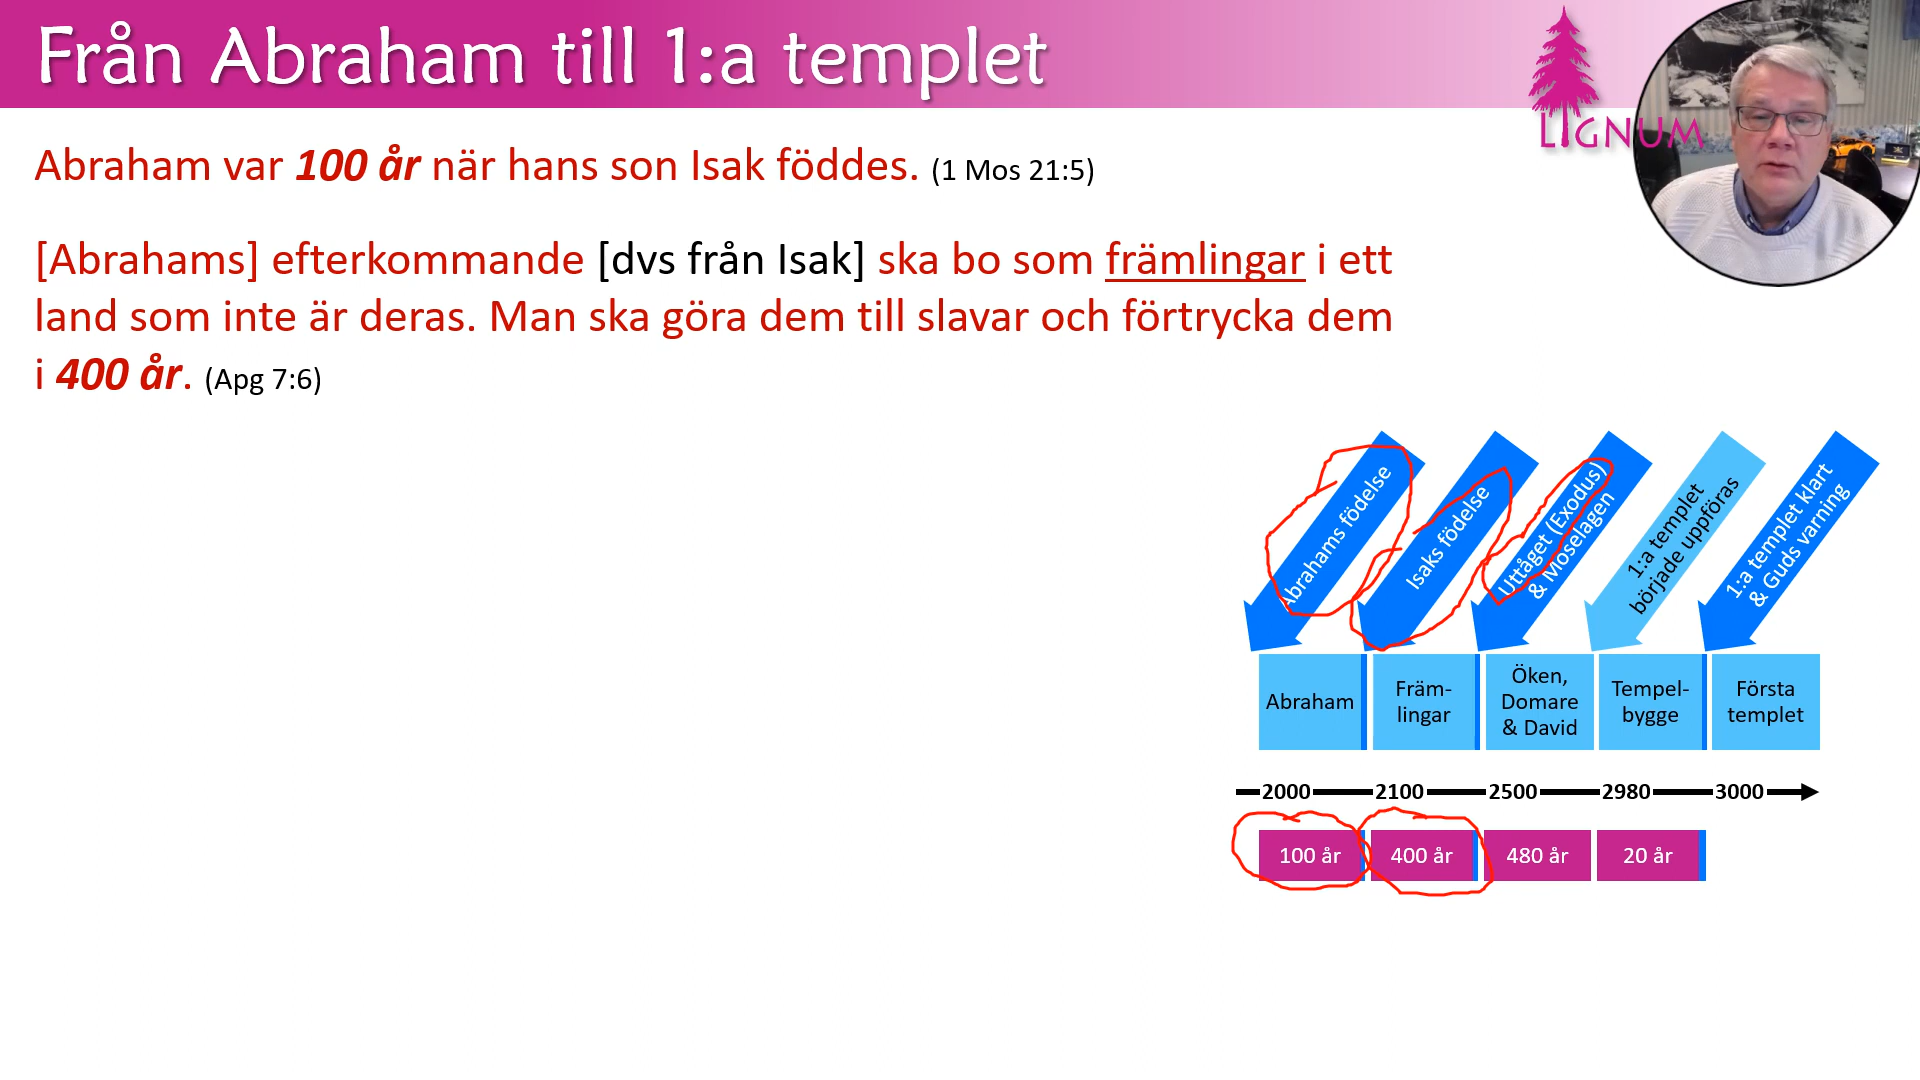 Från Abraham till 1:a templet
LIGNUM
Abraham var 100 år när hans son Isak föddes. (1 Mos 21:5)
[Abrahams] efterkommande [dvs från Isak] ska bo som främlingar i ett
land som inte är deras. Man ska göra dem till slavar och förtrycka dem
i 400 år. (Apg 7:6)
Abrahams födelse
Isaks födelse
Uttåget (Exodus)
& Moselagen
1:a templet
började uppföras
1:a templet klart
& Guds varning
Abraham
Främ-
lingar
Öken,
Domare
& David
Tempel-
bygge
Första
templet
2000 2100 2500 2980 3000
100 år 400 år 480 år 20 år